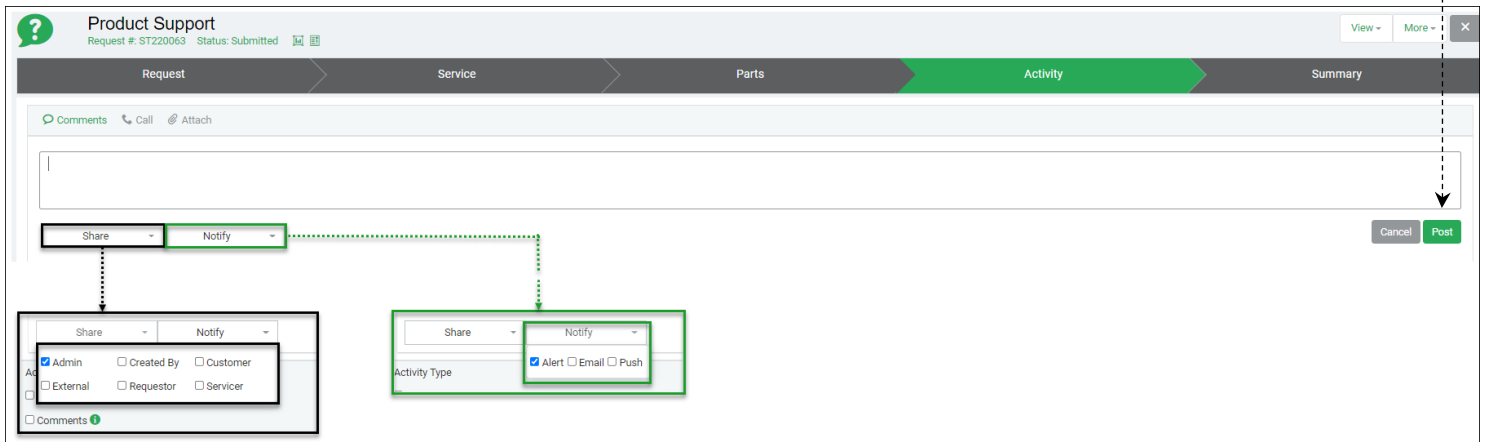 Product Support
Request #: ST220063 Status: Submitted
View More
Request Service Parts Activity Summary
Comments Call Attach
Share Notify
Cancel Post
Share Notify
Admin Created By Customer
External Requestor Servicer
Comments
Share Notify
Alert Email Push
Activity Type